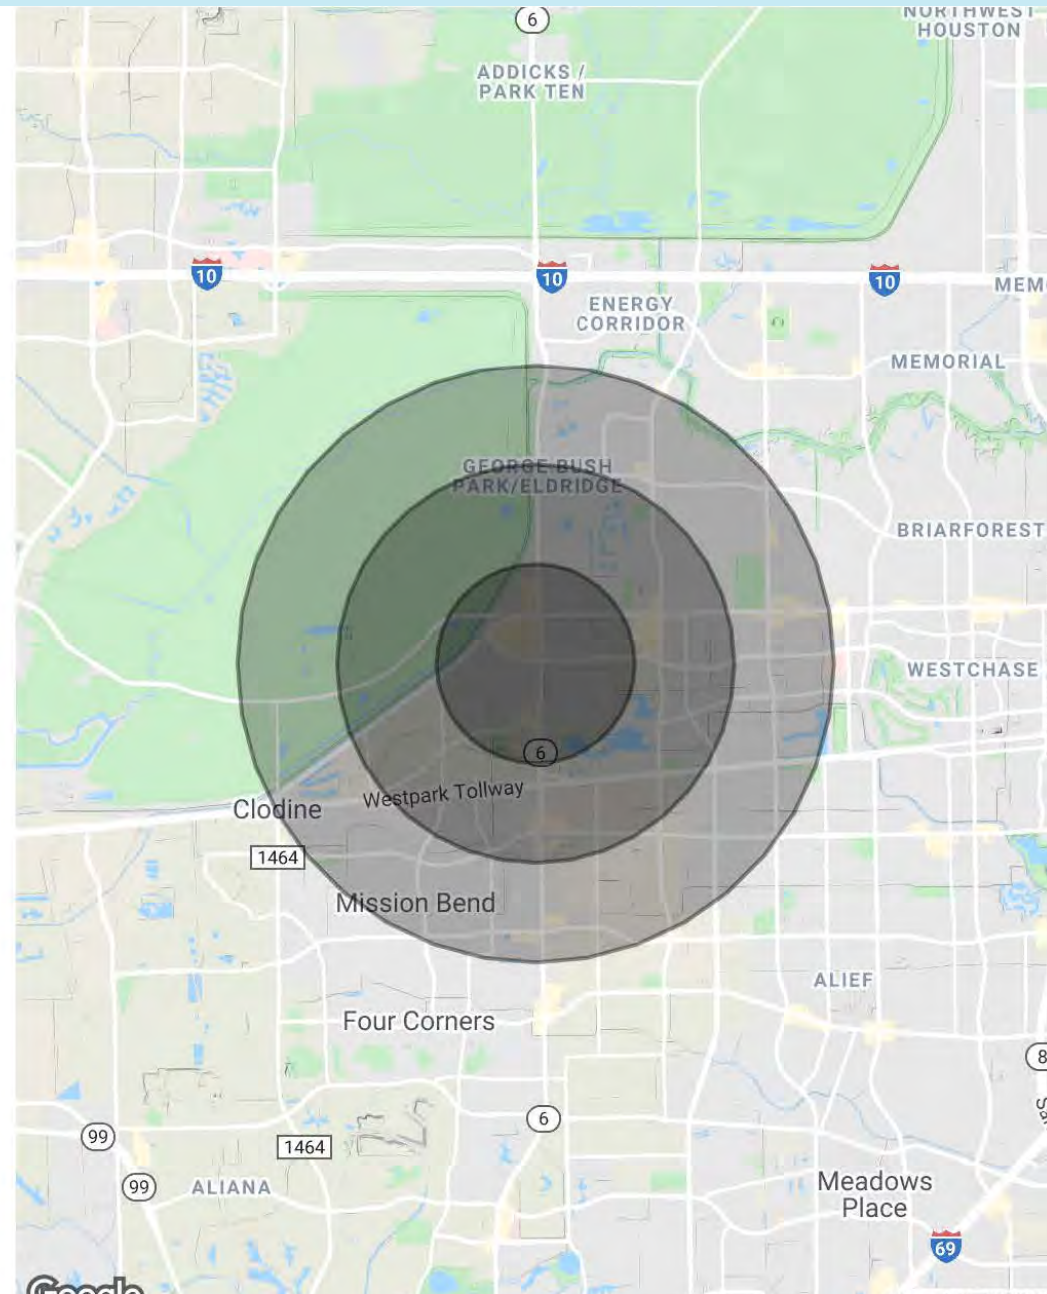 NORTHWEST
HOUSTON
6
ADDICKS /
PARK TEN
10
10
10
ENERGY
CORRIDOR
MEMORIAL
GEORGE BUSH
PARK/ELDRIDGE
BRIARFOREST
WESTCHASE
6
Westpark Tollway
Clodine
1464
Mission Bend
ALIEF
Four Corners
8
6
99
1464
99
ALIANA
Meadows
Place
69
Google